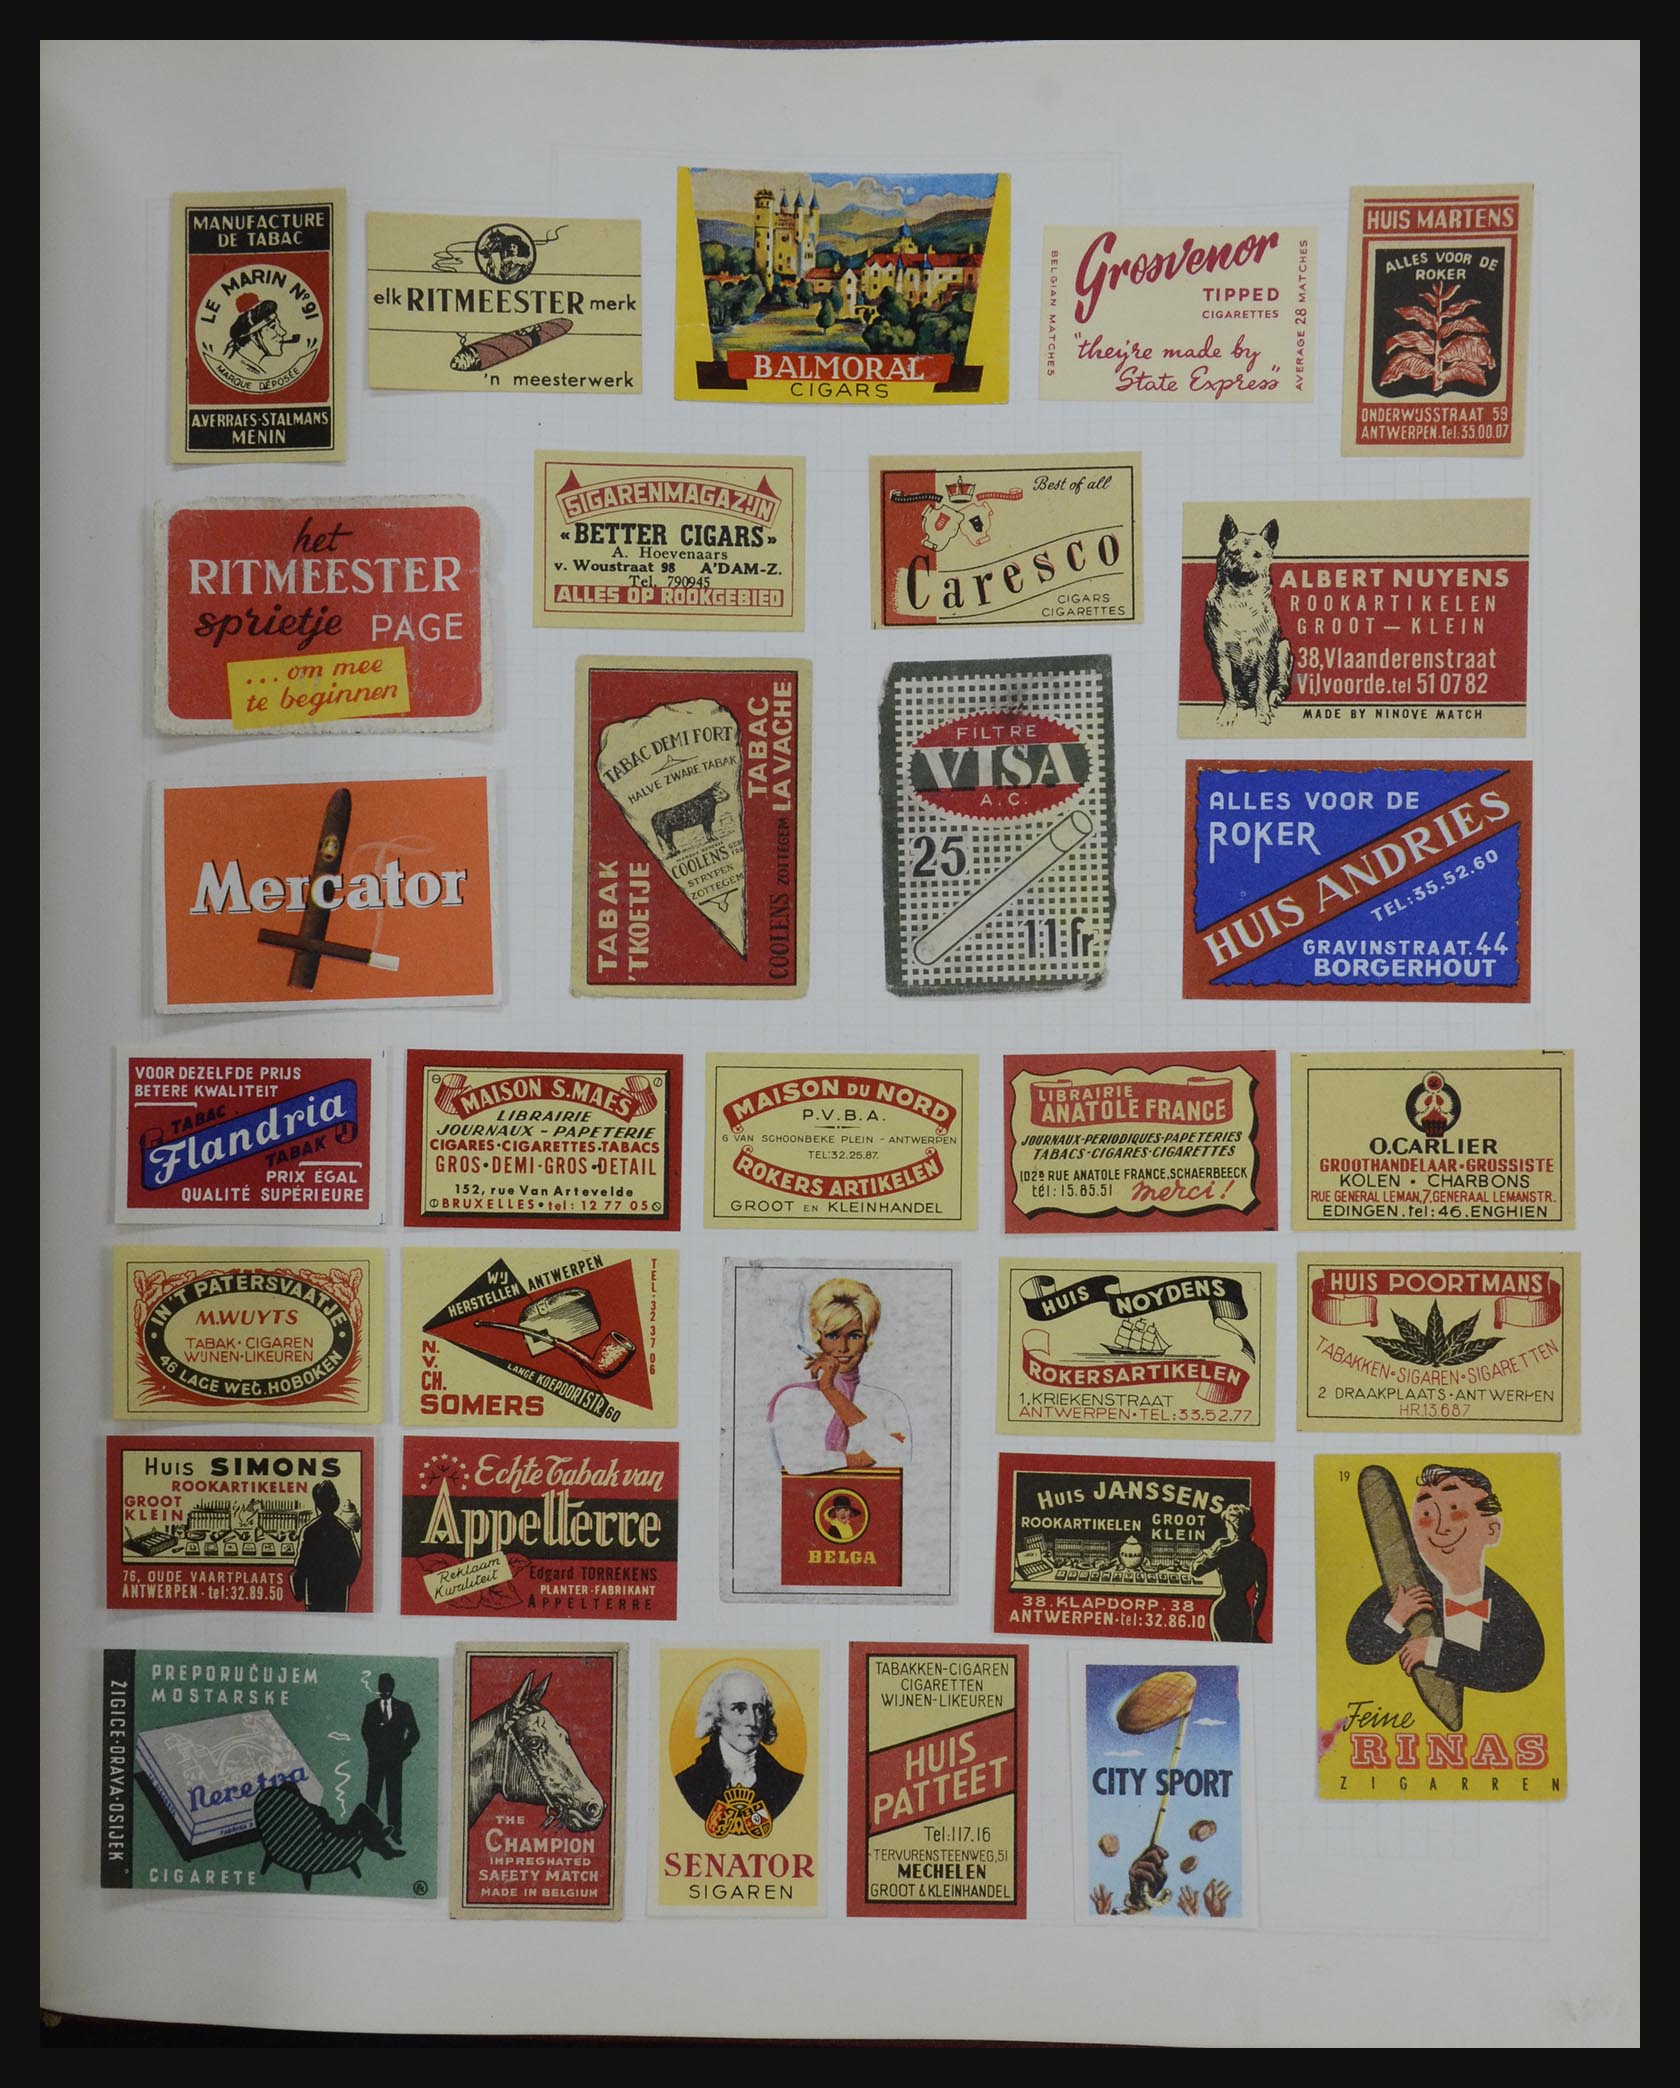 MANUFACTURE
DE TABAC
LE MARIN Nº91
MARQUE DÉPOSÉE
A.VERRAES-STALMANS
MENIN
elk RITMEESTER merk
'n meesterwerk
BALMORAL
CIGARS
BELGIAN MATCHES
Grosvenor
TIPPED
CIGARETTES
"they're made by
State Express"
AVERAGE 28 MATCHES
HUIS MARTENS
ALLES VOOR DE
ROKER
ONDERWIJSSTRAAT 59
ANTWERPEN.tel.35.00.07
het
RITMEESTER
sprietje PAGE
...om mee
te beginnen
SIGARENMAGAZIJN
«BETTER CIGARS»
A. Hoevenaars
v. Woustraat 98 A'DAM-Z.
Tel. 790945
ALLES OP ROOKGEBIED
Best of all
Caresco
CIGARS
CIGARETTES
ALBERT NUYENS
ROOKARTIKELEN
GROOT — KLEIN
38,Vlaanderenstraat
Vilvoorde.tel 51 07 82
MADE BY NINOVE MATCH
Mercator
TABAC DEMI FORT
HALVE ZWARE TABAK
COOLENS
STRYPEN
ZOTTEGEM
TABAC
LA VACHE
TABAK
'TKOETJE
COOLENS ZOTTEGEM
FILTRE
VISA
A.C.
25
11 fr.
ALLES VOOR DE
ROKER
HUIS ANDRIES
TEL:35.52.60
GRAVINSTRAAT.44
BORGERHOUT
VOOR DEZELFDE PRIJS
BETERE KWALITEIT
TABAC
Flandria
TABAK
PRIX ÉGAL
QUALITÉ SUPÉRIEURE
MAISON S.MAES
LIBRAIRIE
JOURNAUX - PAPETERIE
CIGARES·CIGARETTES·TABACS
GROS·DEMI-GROS·DETAIL
152, rue Van Artevelde
BRUXELLES·tel: 12 77 05
MAISON DU NORD
P.V.B.A.
6 VAN SCHOONBEKE PLEIN - ANTWERPEN
TEL:32.25.87.
ROKERS ARTIKELEN
GROOT EN KLEINHANDEL
LIBRAIRIE
ANATOLE FRANCE
JOURNAUX-PERIODIQUES-PAPETERIES
TABACS-CIGARES-CIGARETTES
102ª RUE ANATOLE FRANCE.SCHAERBEECK
tél: 15.85.51 merci!
O.CARLIER
GROOTHANDELAAR·GROSSISTE
KOLEN · CHARBONS
RUE GENERAL LEMAN,7,GENERAAL LEMANSTR.
EDINGEN.tel:46.ENGHIEN
IN'T PATERSVAATJE
M.WUYTS
TABAK·CIGAREN
WIJNEN·LIKEUREN
46 LAGE WEG.HOBOKEN
WIJ
HERSTELLEN
ANTWERPEN
TEL.32 37 06
N.
V.
CH.
SOMERS
LANGE KOEPOORTSTR.60
BELGA
HUIS NOYDENS
ROKERSARTIKELEN
1,KRIEKENSTRAAT
ANTWERPEN·TEL:33.52.77
HUIS POORTMANS
TABAKKEN·SIGAREN·SIGARETTEN
2 DRAAKPLAATS·ANTWERPEN
HR.13687
HUIS SIMONS
ROOKARTIKELEN
GROOT
KLEIN
76, OUDE VAARTPLAATS
ANTWERPEN-tel:32.89.50
Echte Tabak van
Appelterre
Reklaam
Kwaliteit
Edgard TORREKENS
PLANTER-FABRIKANT
APPELTERRE
HUIS JANSSENS
ROOKARTIKELEN GROOT
KLEIN
TABAK
38.KLAPDORP.38
ANTWERPEN-tel:32.86.10
19
Feine
RINAS
ZIGARREN
ŽIGICE-DRAVA-OSIJEK
PREPORUČUJEM
MOSTARSKE
Neretva
CIGARETE
THE
CHAMPION
IMPREGNATED
SAFETY MATCH
MADE IN BELGIUM
SENATOR
SIGAREN
TABAKKEN-CIGAREN
CIGARETTEN
WIJNEN-LIKEUREN
HUIS
PATTEET
Tel:117.16
TERVURENSTEENWEG,51
MECHELEN
GROOT & KLEINHANDEL
CITY SPORT